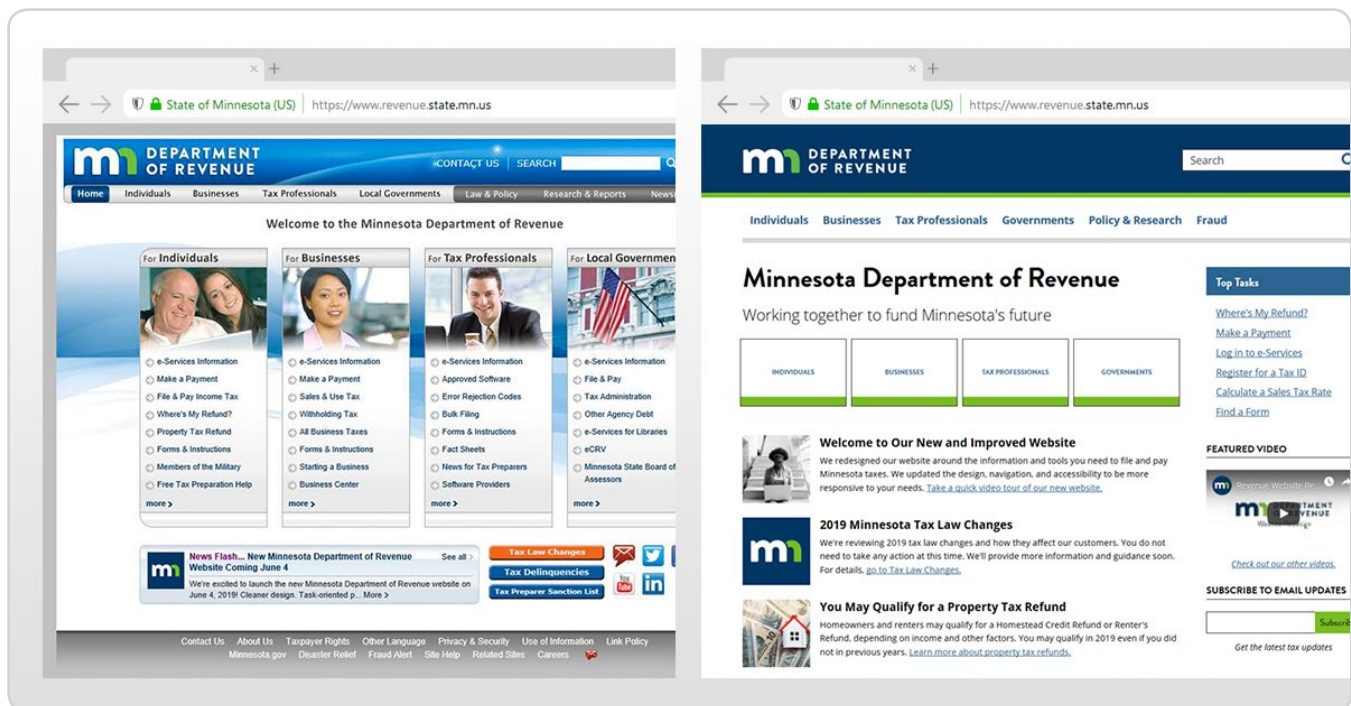 State of Minnesota (US) https://www.revenue.state.mn.us
mn DEPARTMENT
OF REVENUE
CONTACT US SEARCH
Home Individuals Businesses Tax Professionals Local Governments Law & Policy Research & Reports News
Welcome to the Minnesota Department of Revenue
For Individuals
e-Services Information
Make a Payment
File & Pay Income Tax
Where's My Refund?
Property Tax Refund
Forms & Instructions
Members of the Military
Free Tax Preparation Help
more >
For Businesses
e-Services Information
Make a Payment
Sales & Use Tax
Withholding Tax
All Business Taxes
Forms & Instructions
Starting a Business
Business Center
more >
For Tax Professionals
e-Services Information
Approved Software
Error Rejection Codes
Bulk Filing
Forms & Instructions
Fact Sheets
News for Tax Preparers
Software Providers
more >
For Local Governmen
e-Services Information
File & Pay
Tax Administration
Other Agency Debt
e-Services for Libraries
eCRV
Minnesota State Board of
Assessors
more >
mn
News Flash... New Minnesota Department of Revenue See all >
Website Coming June 4
We're excited to launch the new Minnesota Department of Revenue website on
June 4, 2019! Cleaner design. Task-oriented p... More >
Tax Law Changes
Tax Delinquencies
Tax Preparer Sanction List
You
Tube
in
Contact Us About Us Taxpayer Rights Other Language Privacy & Security Use of Information Link Policy
Minnesota.gov Disaster Relief Fraud Alert Site Help Related Sites Careers
State of Minnesota (US) https://www.revenue.state.mn.us
mn DEPARTMENT
OF REVENUE
Search
Individuals Businesses Tax Professionals Governments Policy & Research Fraud
Minnesota Department of Revenue
Working together to fund Minnesota's future
INDIVIDUALS BUSINESSES TAX PROFESSIONALS GOVERNMENTS
Welcome to Our New and Improved Website
We redesigned our website around the information and tools you need to file and pay
Minnesota taxes. We updated the design, navigation, and accessibility to be more
responsive to your needs. Take a quick video tour of our new website.
mn
2019 Minnesota Tax Law Changes
We're reviewing 2019 tax law changes and how they affect our customers. You do not
need to take any action at this time. We'll provide more information and guidance soon.
For details, go to Tax Law Changes.
You May Qualify for a Property Tax Refund
Homeowners and renters may qualify for a Homestead Credit Refund or Renter's
Refund, depending on income and other factors. You may qualify in 2019 even if you did
not in previous years. Learn more about property tax refunds.
Top Tasks
Where's My Refund?
Make a Payment
Log in to e-Services
Register for a Tax ID
Calculate a Sales Tax Rate
Find a Form
FEATURED VIDEO
mn Revenue Website Re
Check out our other videos.
SUBSCRIBE TO EMAIL UPDATES
Subscrib
Get the latest tax updates